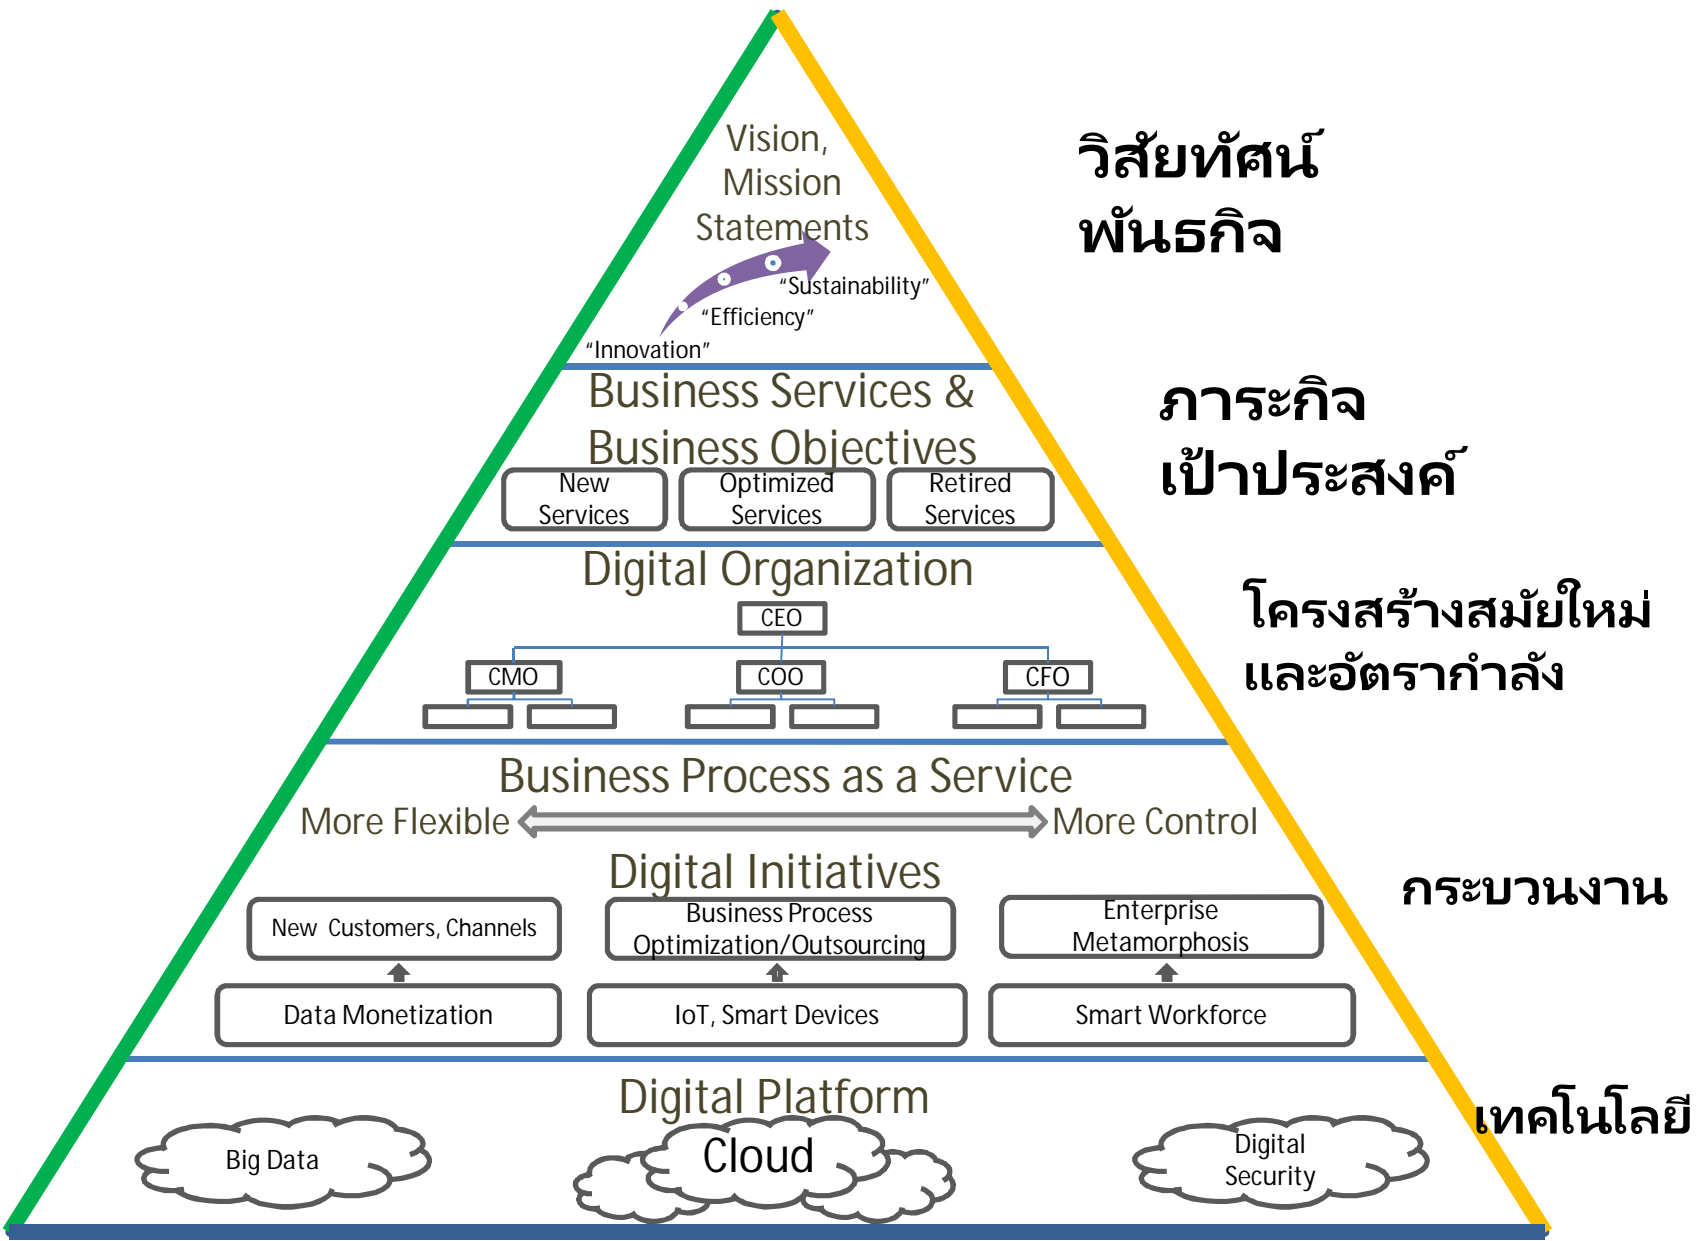 Vision,
Mission
Statements
“Sustainability”
“Efficiency”
“Innovation”
วิสัยทัศน์
พันธกิจ
Business Services &
Business Objectives
New
Services
Optimized
Services
Retired
Services
ภาระกิจ
เป้าประสงค์
Digital Organization
CEO
CMO
COO
CFO
โครงสร้างสมัยใหม่
และอัตรากำลัง
Business Process as a Service
More Flexible
More Control
Digital Initiatives
New Customers, Channels
Business Process
Optimization/Outsourcing
Enterprise
Metamorphosis
Data Monetization
IoT, Smart Devices
Smart Workforce
กระบวนงาน
Digital Platform
Big Data
Cloud
Digital
Security
เทคโนโลยี